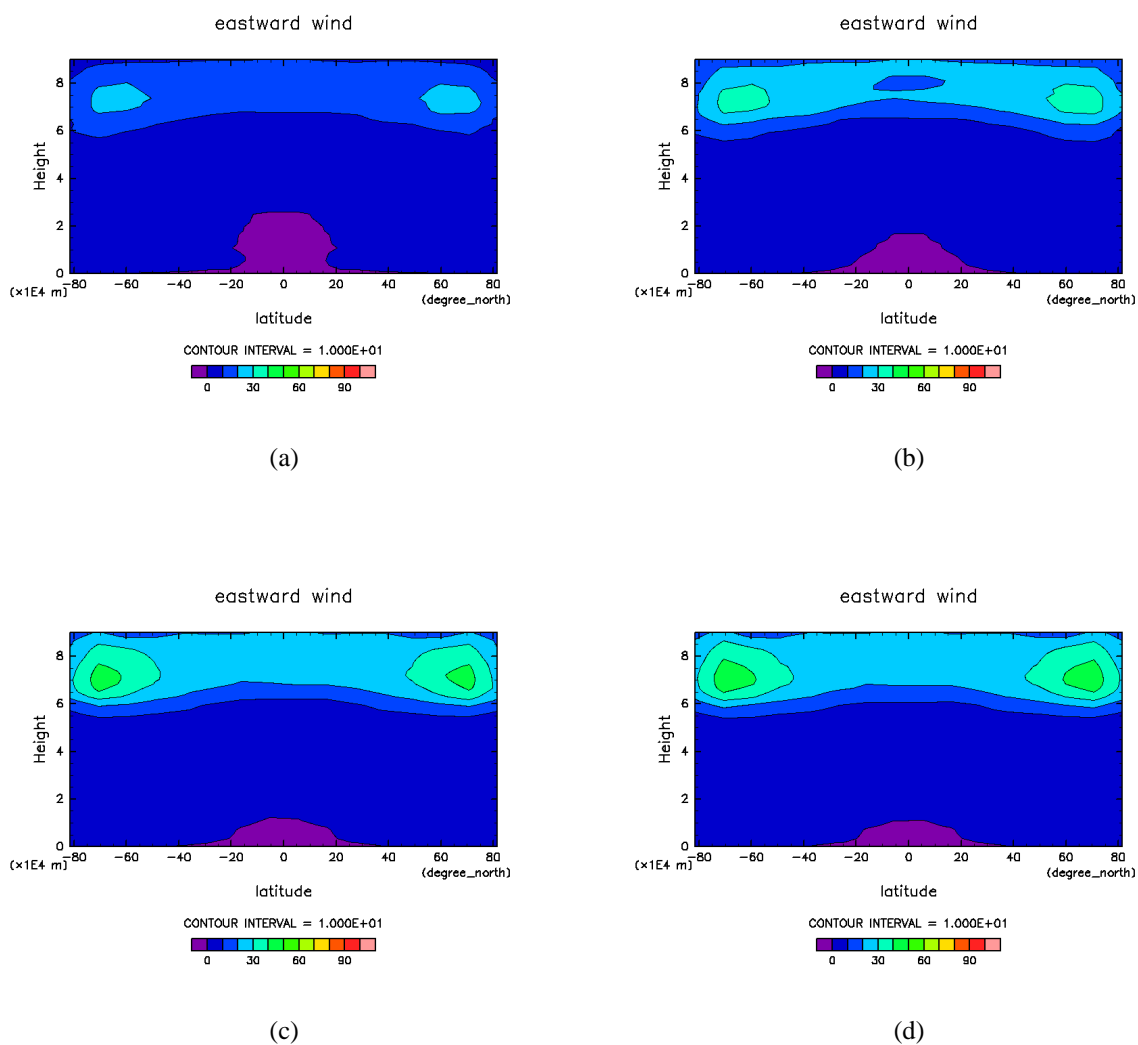 eastward wind
8
6
4
2
0
Height
(×1E4 m)
−80 −60 −40 −20 0 20 40 60 80
(degree_north)
latitude
CONTOUR INTERVAL = 1.000E+01
0 30 60 90
(a)
eastward wind
8
6
4
2
0
Height
(×1E4 m)
−80 −60 −40 −20 0 20 40 60 80
(degree_north)
latitude
CONTOUR INTERVAL = 1.000E+01
0 30 60 90
(b)
eastward wind
8
6
4
2
0
Height
(×1E4 m)
−80 −60 −40 −20 0 20 40 60 80
(degree_north)
latitude
CONTOUR INTERVAL = 1.000E+01
0 30 60 90
(c)
eastward wind
8
6
4
2
0
Height
(×1E4 m)
−80 −60 −40 −20 0 20 40 60 80
(degree_north)
latitude
CONTOUR INTERVAL = 1.000E+01
0 30 60 90
(d)